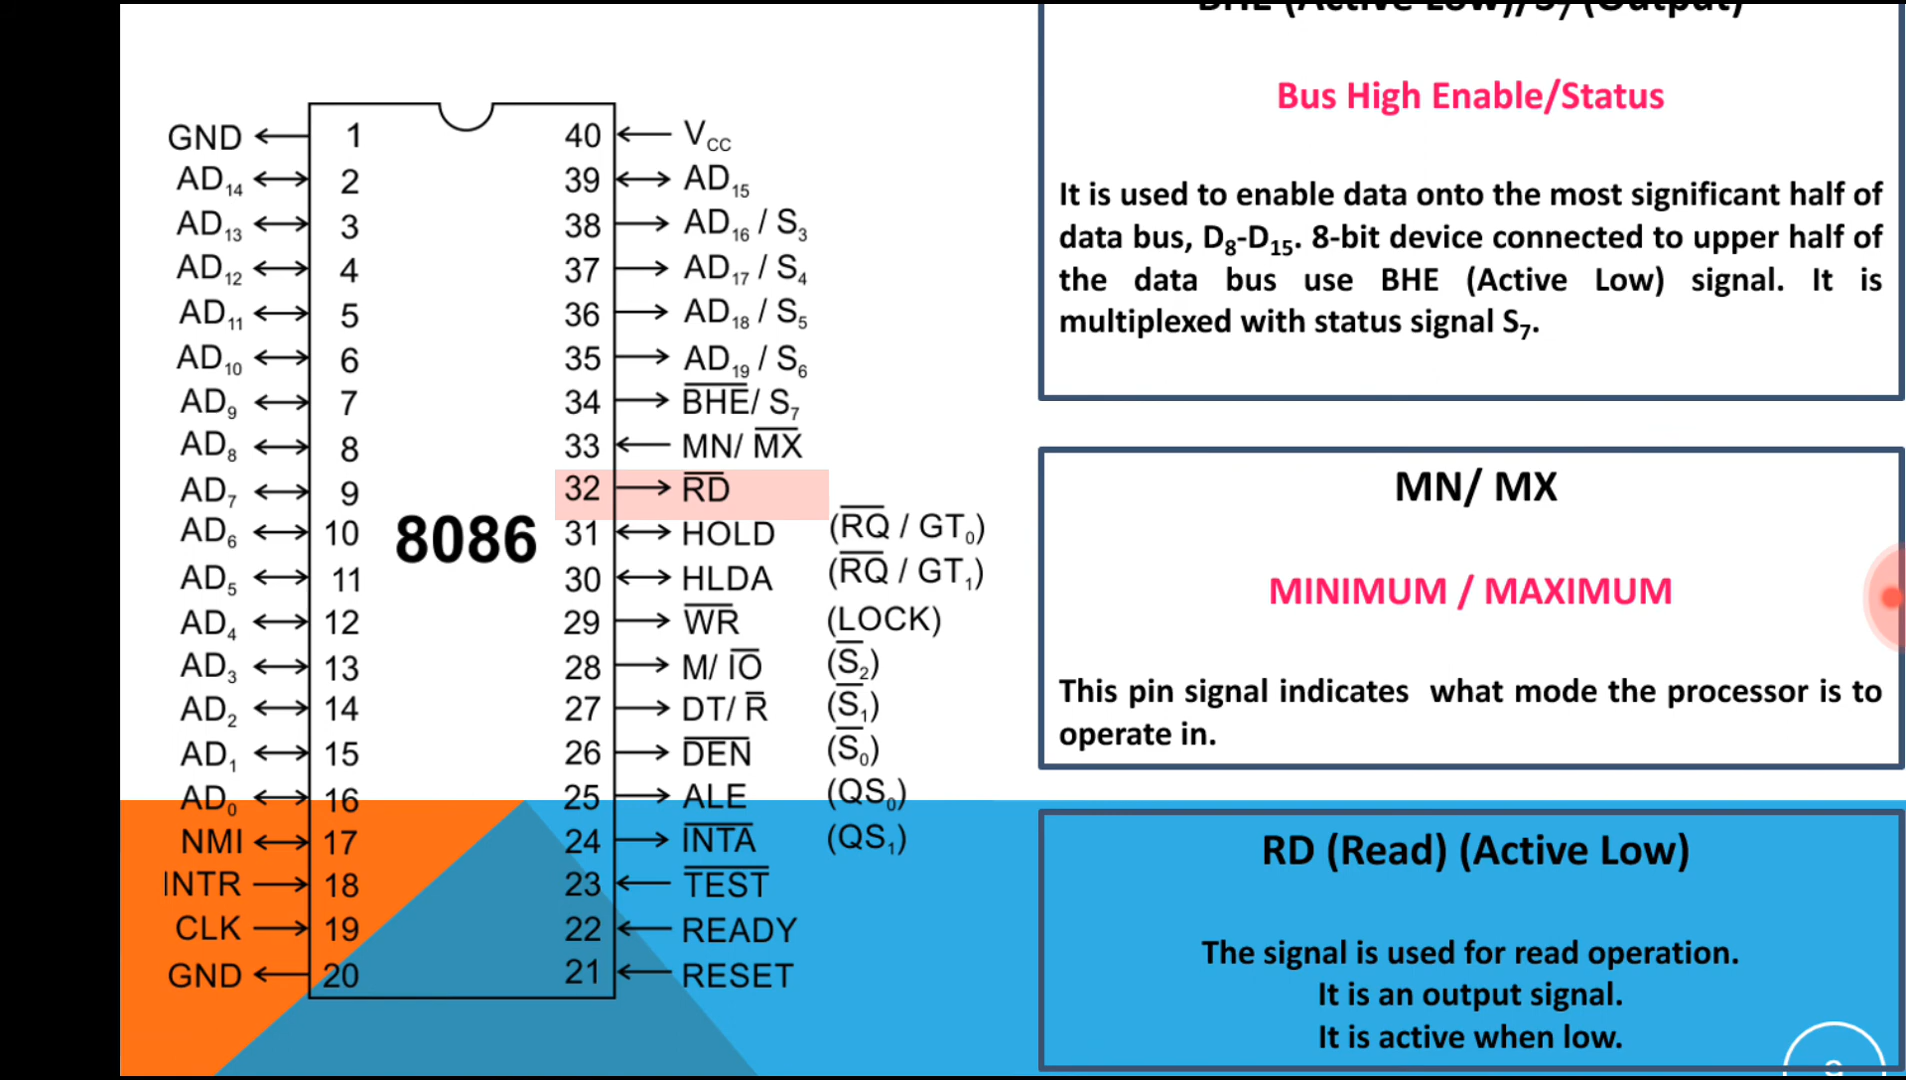 BHE (Active Low)/S7 (Output)
Bus High Enable/Status
It is used to enable data onto the most significant half of
data bus, D8-D15. 8-bit device connected to upper half of
the data bus use BHE (Active Low) signal. It is
multiplexed with status signal S7.
GND 1 40 VCC
AD14 2 39 AD15
AD13 3 38 AD16 / S3
AD12 4 37 AD17 / S4
AD11 5 36 AD18 / S5
AD10 6 35 AD19 / S6
AD9 7 34 BHE/ S7
AD8 8 33 MN/ MX
AD7 9 32 RD
AD6 10 31 HOLD (RQ / GT0)
8086
AD5 11 30 HLDA (RQ / GT1)
AD4 12 29 WR (LOCK)
AD3 13 28 M/ IO (S2)
AD2 14 27 DT/ R (S1)
AD1 15 26 DEN (S0)
AD0 16 25 ALE (QS0)
NMI 17 24 INTA (QS1)
INTR 18 23 TEST
CLK 19 22 READY
GND 20 21 RESET
MN/ MX
MINIMUM / MAXIMUM
This pin signal indicates what mode the processor is to
operate in.
RD (Read) (Active Low)
The signal is used for read operation.
It is an output signal.
It is active when low.